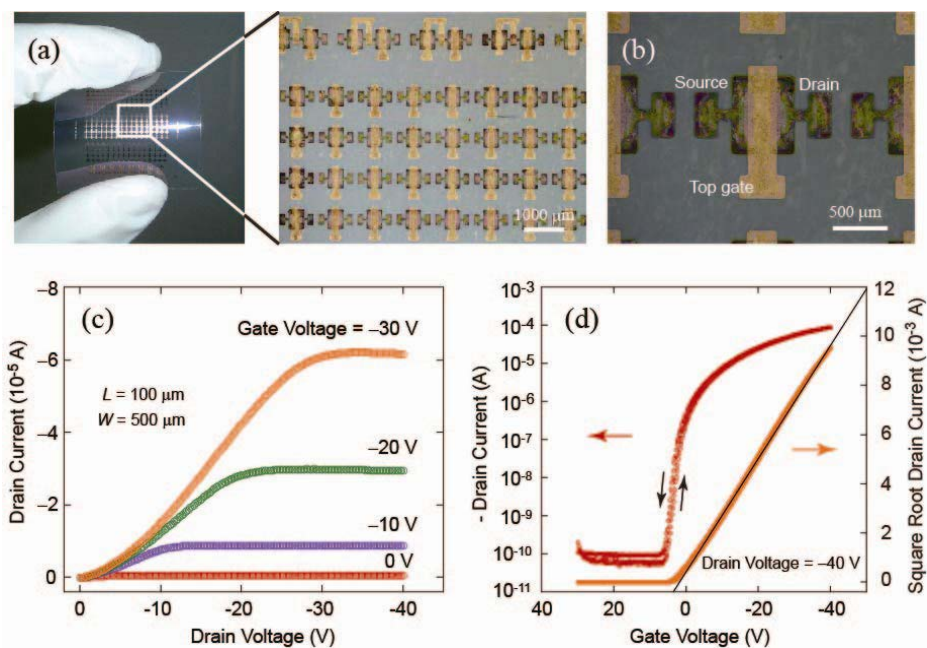 (a)
1000 μm
(b)
Source
Drain
Top gate
500 μm
(c)
Drain Current (10⁻⁵ A)
−8
−6
−4
−2
0
Gate Voltage = −30 V
L = 100 μm
W = 500 μm
−20 V
−10 V
0 V
0
-10
-20
-30
-40
Drain Voltage (V)
(d)
- Drain Current (A)
10⁻³
10⁻⁴
10⁻⁵
10⁻⁶
10⁻⁷
10⁻⁸
10⁻⁹
10⁻¹⁰
10⁻¹¹
Drain Voltage = −40 V
40
20
0
-20
-40
Gate Voltage (V)
12
10
8
6
4
2
0
Square Root Drain Current (10⁻³ A)